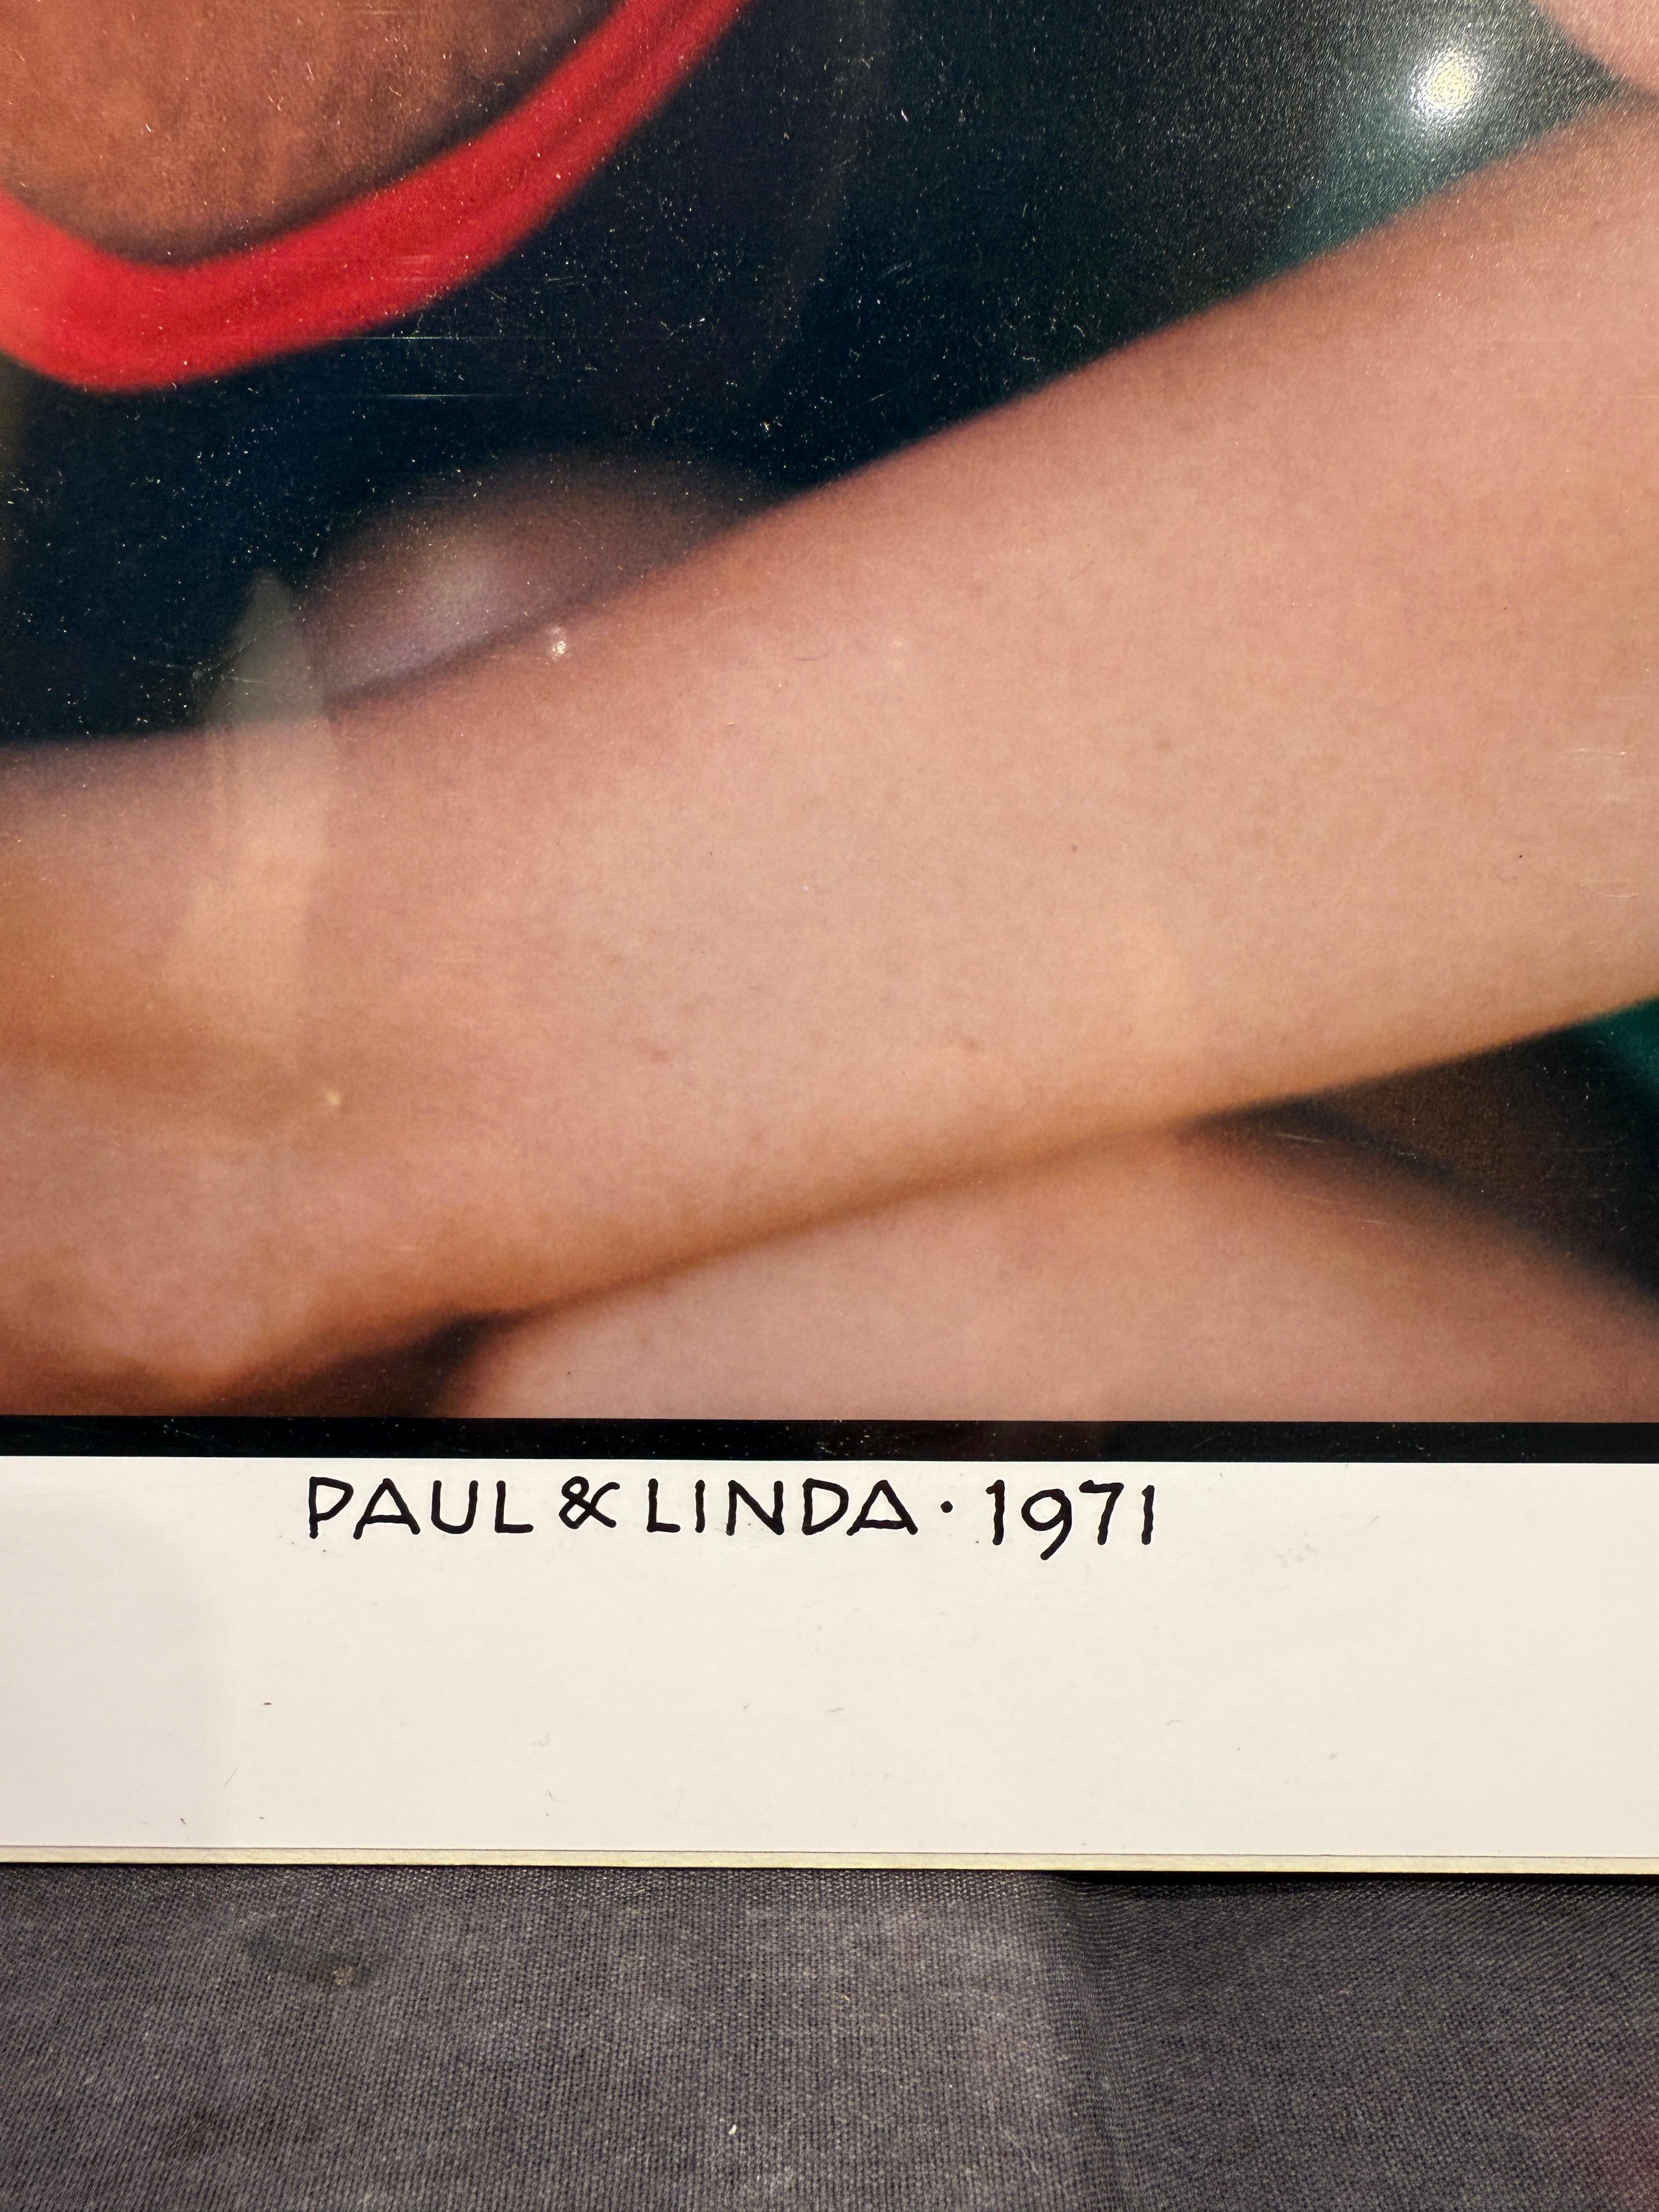 PAUL & LINDA · 1971